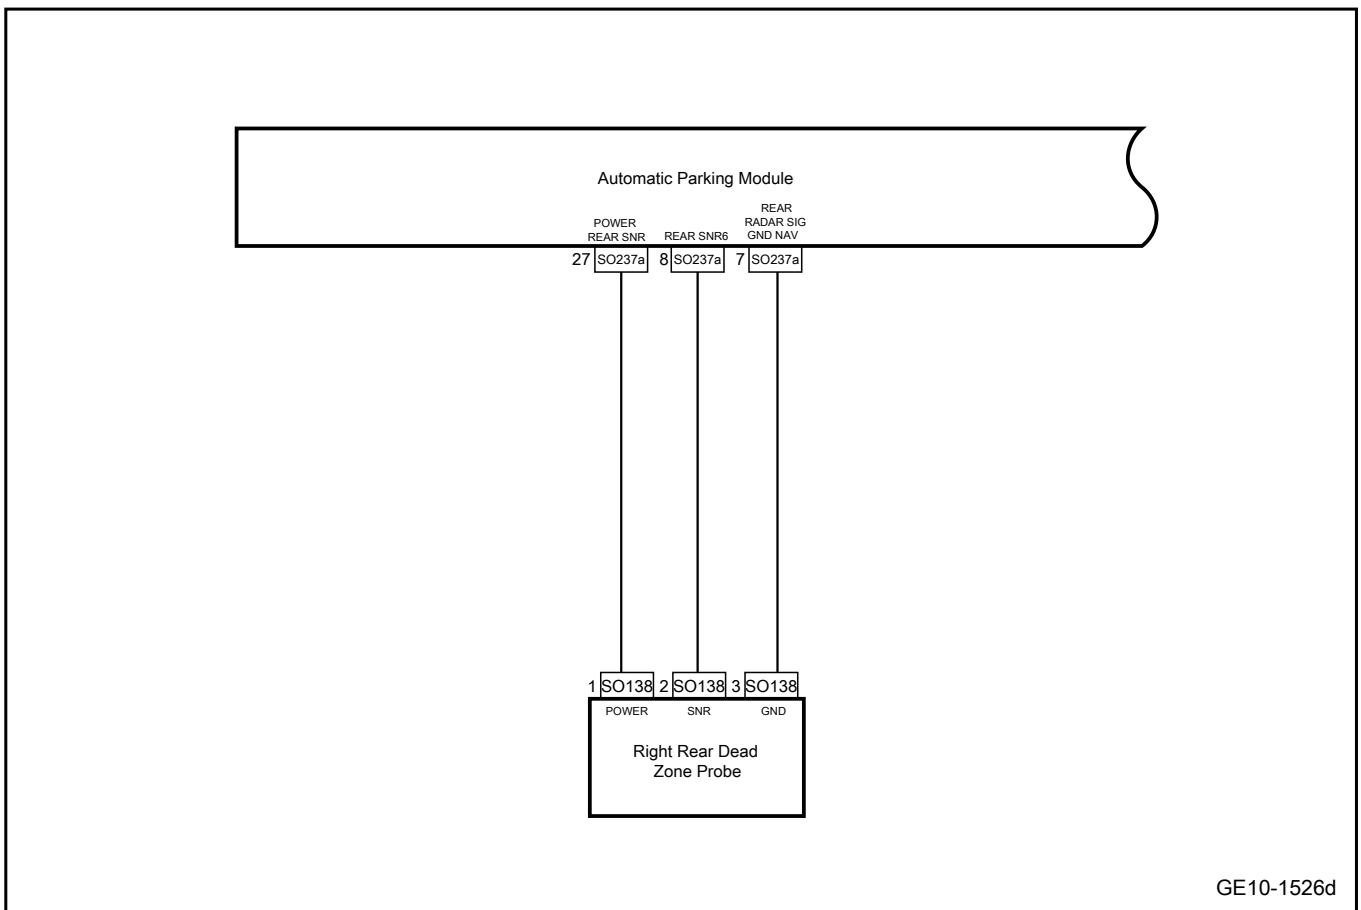 Automatic Parking Module
POWER
REAR SNR
REAR SNR6
REAR
RADAR SIG
GND NAV
27 SO237a 8 SO237a 7 SO237a
1 SO138 2 SO138 3 SO138
POWER SNR GND
Right Rear Dead
Zone Probe
GE10-1526d